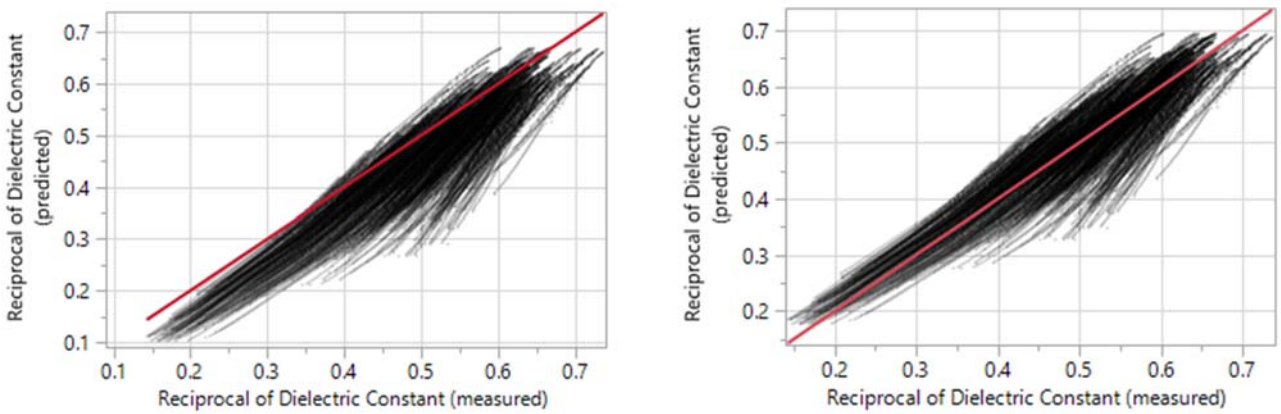 Reciprocal of Dielectric Constant
(predicted)
0.7
0.6
0.5
0.4
0.3
0.2
0.1
0.1 0.2 0.3 0.4 0.5 0.6 0.7
Reciprocal of Dielectric Constant (measured)
Reciprocal of Dielectric Constant
(predicted)
0.7
0.6
0.5
0.4
0.3
0.2
0.2 0.3 0.4 0.5 0.6 0.7
Reciprocal of Dielectric Constant (measured)